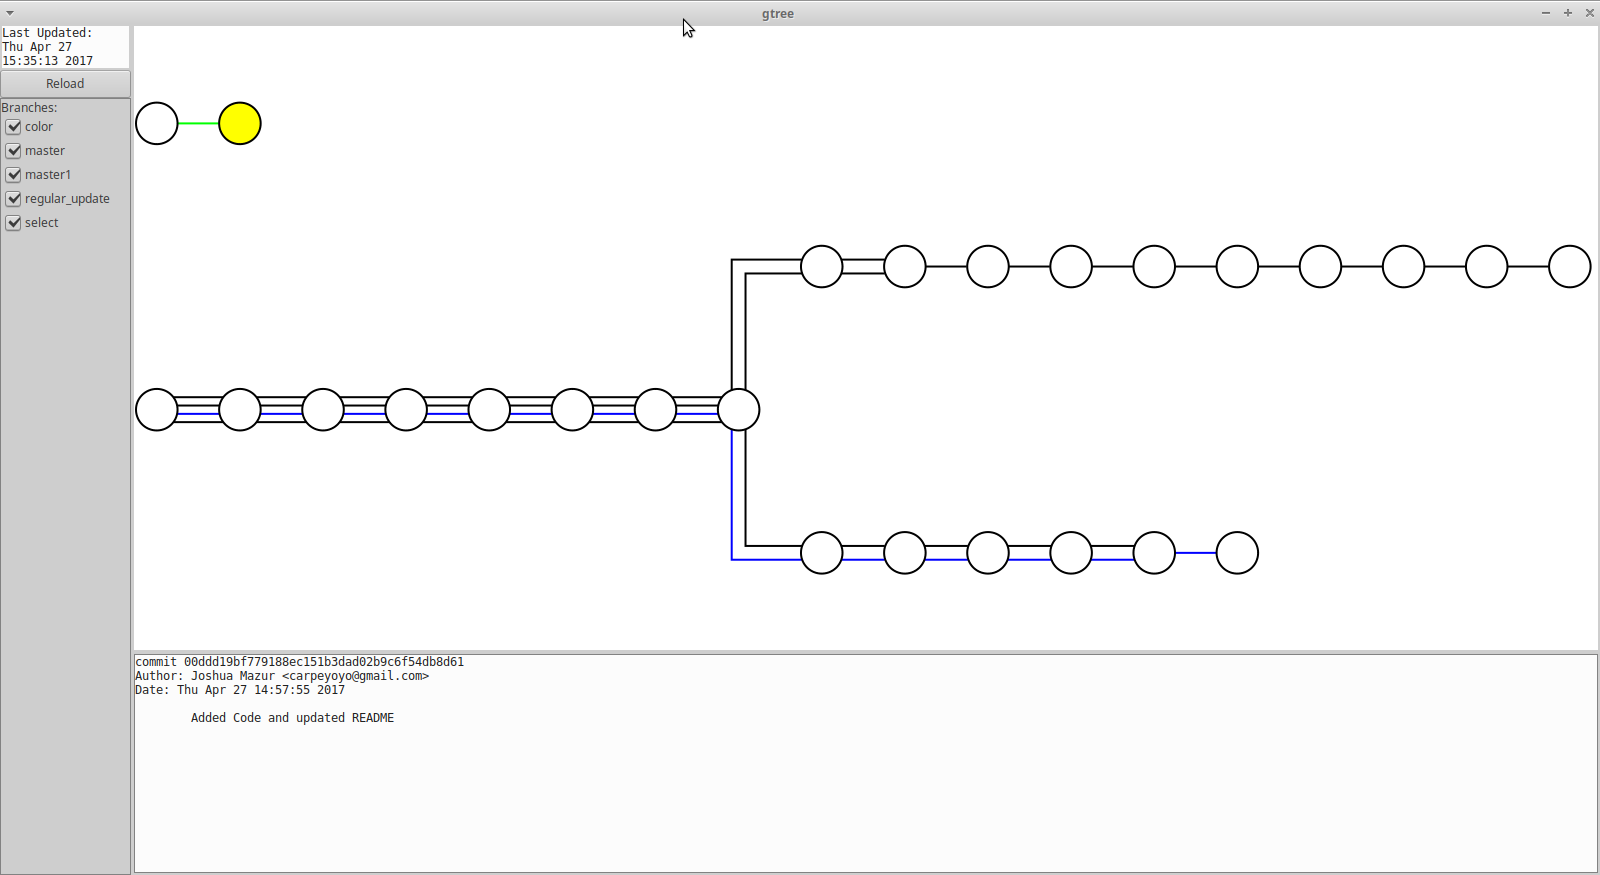 gtree
Last Updated:
Thu Apr 27
15:35:13 2017
Reload
Branches:
color
master
master1
regular_update
select
commit 00ddd19bf779188ec151b3dad02b9c6f54db8d61
Author: Joshua Mazur <carpeyoyo@gmail.com>
Date: Thu Apr 27 14:57:55 2017
Added Code and updated README